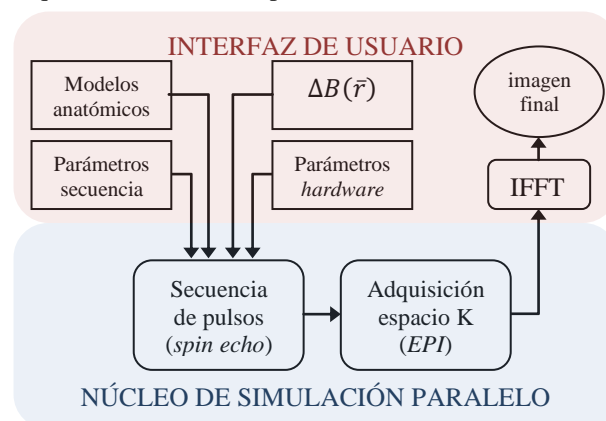 INTERFAZ DE USUARIO
Modelos
anatómicos
ΔB(r̄)
imagen
final
Parámetros
secuencia
Parámetros
hardware
IFFT
Secuencia
de pulsos
(spin echo)
Adquisición
espacio K
(EPI)
NÚCLEO DE SIMULACIÓN PARALELO